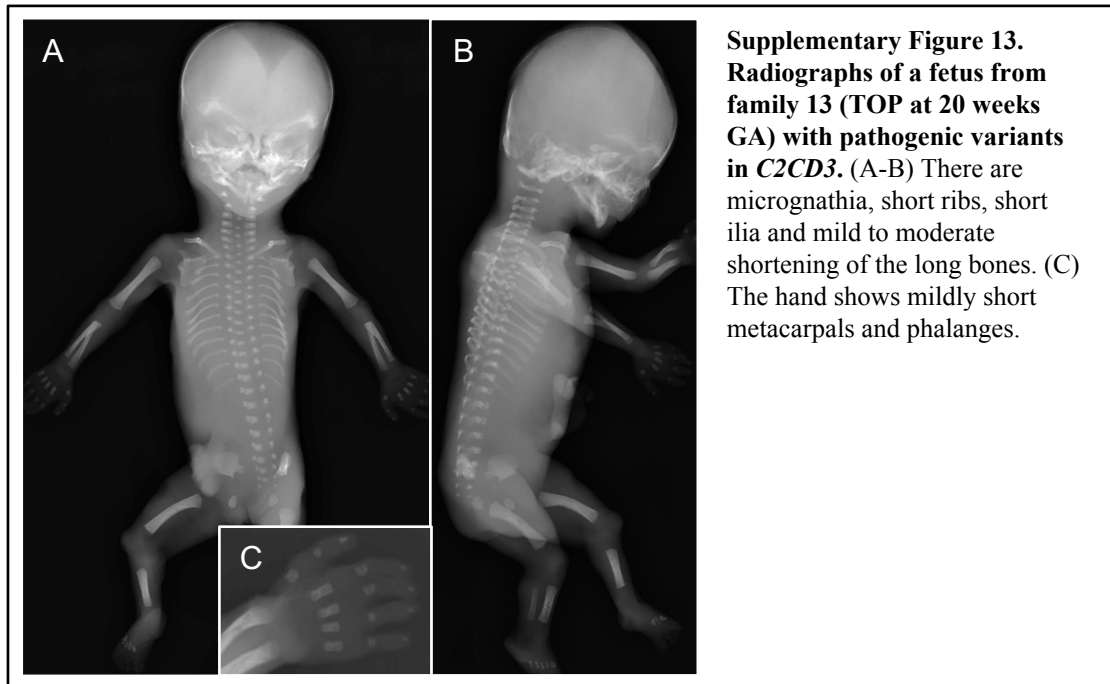 A
B
C
Supplementary Figure 13.
Radiographs of a fetus from
family 13 (TOP at 20 weeks
GA) with pathogenic variants
in C2CD3. (A-B) There are
micrognathia, short ribs, short
ilia and mild to moderate
shortening of the long bones. (C)
The hand shows mildly short
metacarpals and phalanges.